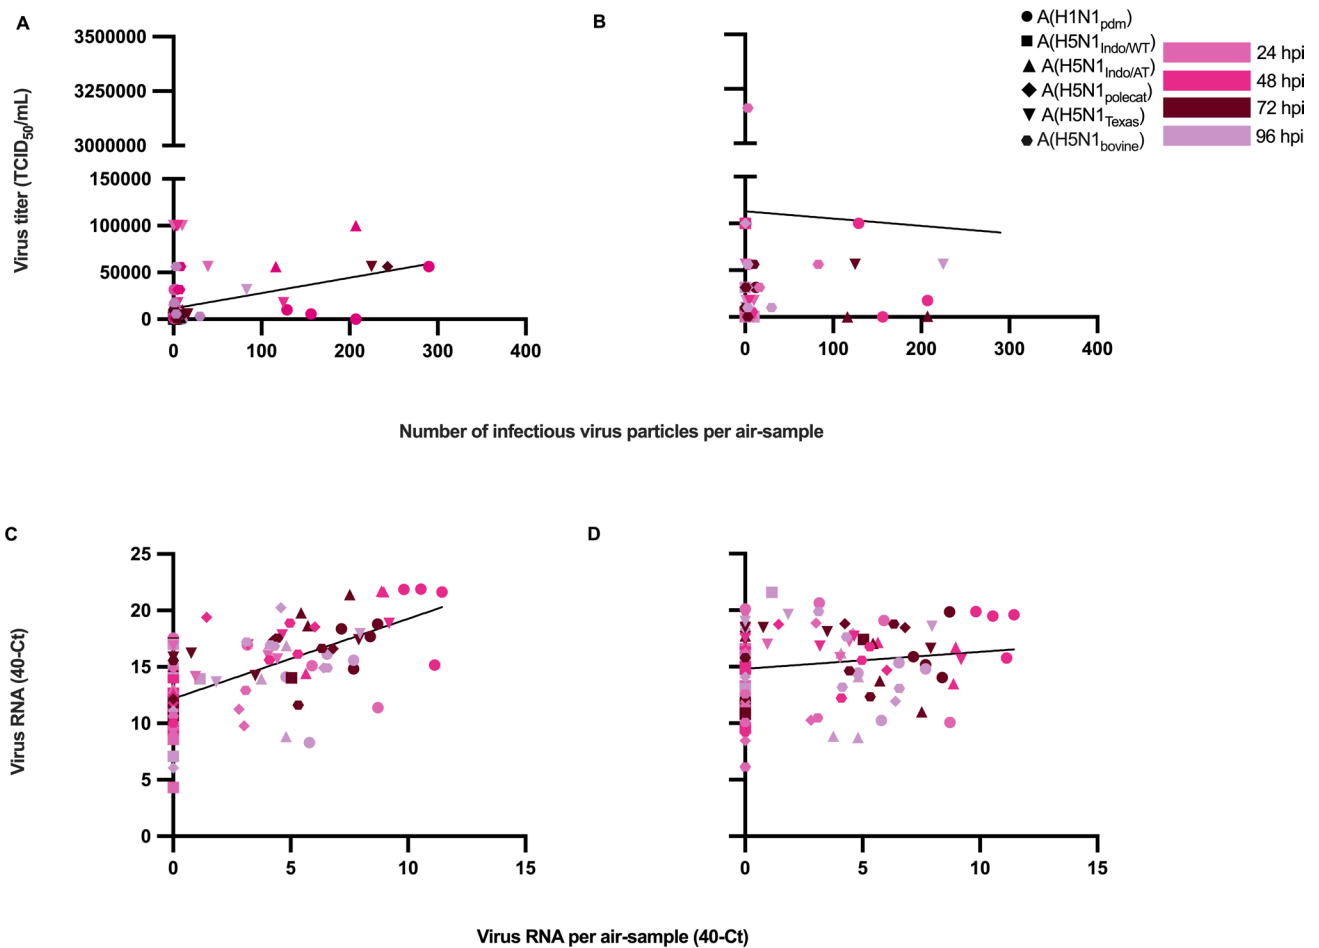 A
B
A(H1N1pdm)
A(H5N1Indo/WT)
A(H5N1Indo/AT)
A(H5N1polecat)
A(H5N1Texas)
A(H5N1bovine)
24 hpi
48 hpi
72 hpi
96 hpi
Virus titer (TCID50/mL)
3500000
3250000
3000000
150000
100000
50000
0
0 100 200 300 400
0 100 200 300 400
Number of infectious virus particles per air-sample
C
D
Virus RNA (40-Ct)
25
20
15
10
5
0
0 5 10 15
0 5 10 15
Virus RNA per air-sample (40-Ct)